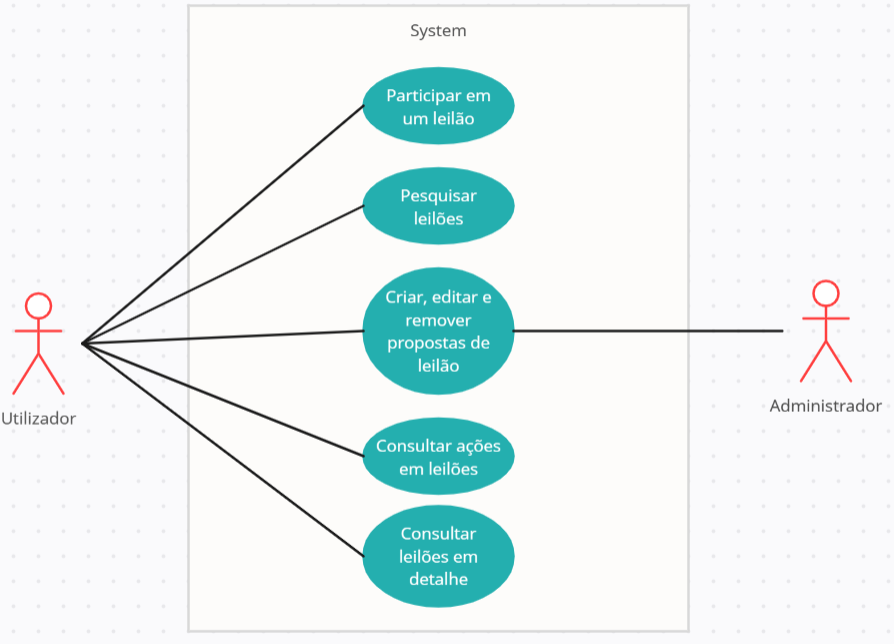 System
Participar em
um leilão
Pesquisar
leilões
Criar, editar e
remover
propostas de
leilão
Utilizador
Administrador
Consultar ações
em leilões
Consultar
leilões em
detalhe